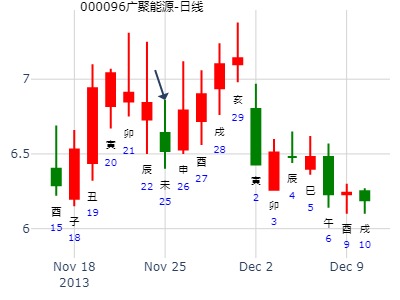 000096广聚能源-日线
7
6.5
6
酉
15
子
18
丑
19
寅
20
卯
21
辰
22
未
25
申
26
酉
27
戌
28
亥
29
寅
2
卯
3
辰
4
巳
5
午
6
酉
9
戌
10
Nov 18
2013
Nov 25
Dec 2
Dec 9